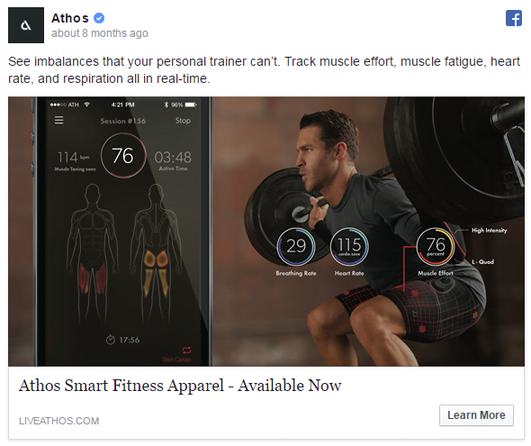 Athos
about 8 months ago
See imbalances that your personal trainer can't. Track muscle effort, muscle fatigue, heart
rate, and respiration all in real-time.
ATH 4:21 PM 96%
Session #156 Stop
114 bpm 76 03:48
Muscle Toning zone Active Time
17:56
Start Cardio
29
Breathing Rate
115
cardio zone
Heart Rate
76
percent
Muscle Effort
High Intensity
L - Quad
Athos Smart Fitness Apparel - Available Now
LIVEATHOS.COM
Learn More